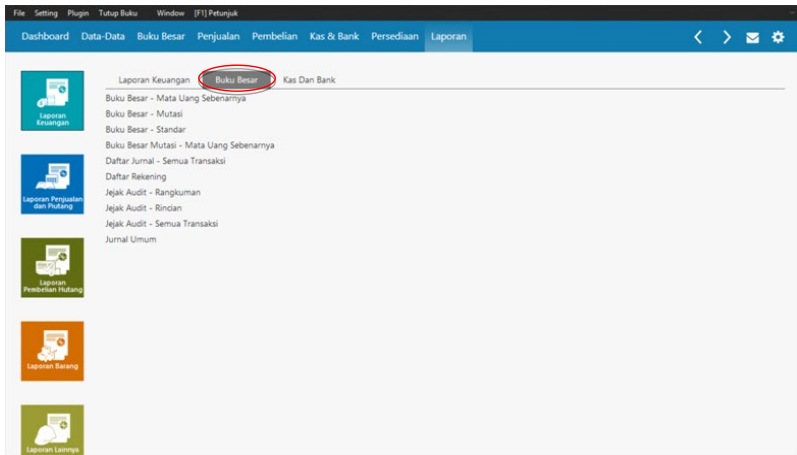 File Setting Plugin Tutup Buku Window [F1] Petunjuk
Dashboard Data-Data Buku Besar Penjualan Pembelian Kas & Bank Persediaan Laporan
Laporan Keuangan Buku Besar Kas Dan Bank
Buku Besar - Mata Uang Sebenarnya
Buku Besar - Mutasi
Buku Besar - Standar
Buku Besar Mutasi - Mata Uang Sebenarnya
Daftar Jurnal - Semua Transaksi
Daftar Rekening
Jejak Audit - Rangkuman
Jejak Audit - Rincian
Jejak Audit - Semua Transaksi
Jurnal Umum
Laporan
Keuangan
Laporan Penjualan
dan Piutang
Laporan
Pembelian Hutang
Laporan Barang
Laporan Lainnya